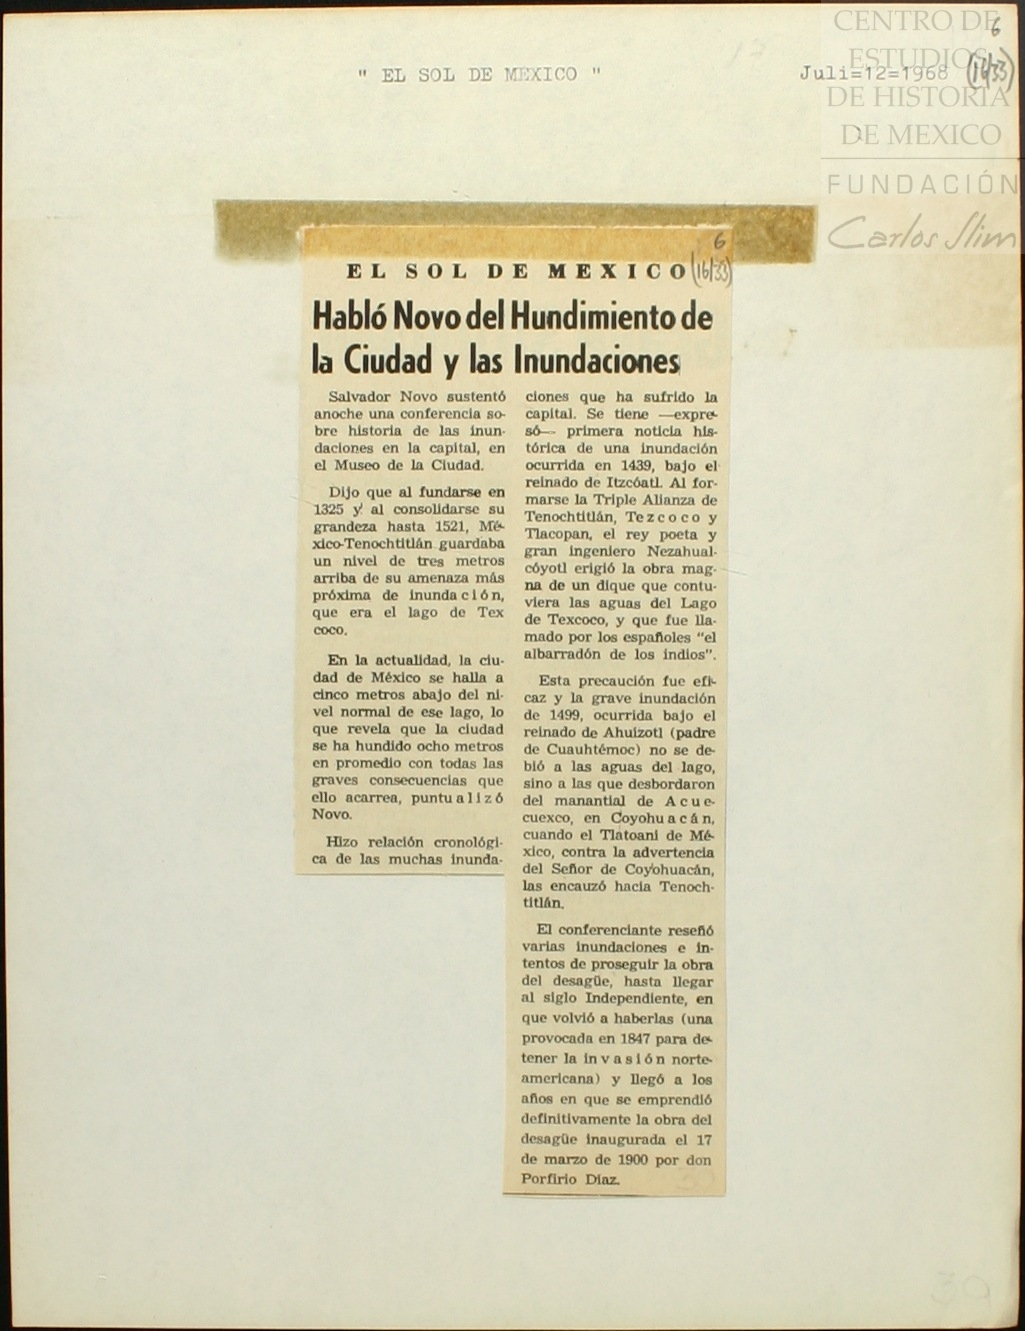 " EL SOL DE MEXICO "
Juli=12=1968
6
(16/33)
CENTRO DE
ESTUDIOS
DE HISTORIA
DE MEXICO
FUNDACIÓN
Carlos Slim
6
(16/33)
EL SOL DE MEXICO
Habló Novo del Hundimiento de
la Ciudad y las Inundaciones
Salvador Novo sustentó
anoche una conferencia so-
bre historia de las inun-
daciones en la capital, en
el Museo de la Ciudad.
Dijo que al fundarse en
1325 y al consolidarse su
grandeza hasta 1521, Mé-
xico-Tenochtitlán guardaba
un nivel de tres metros
arriba de su amenaza más
próxima de inundación,
que era el lago de Tex
coco.
En la actualidad, la ciu-
dad de México se halla a
cinco metros abajo del ni-
vel normal de ese lago, lo
que revela que la ciudad
se ha hundido ocho metros
en promedio con todas las
graves consecuencias que
ello acarrea, puntualizó
Novo.
Hizo relación cronológi-
ca de las muchas inunda-
ciones que ha sufrido la
capital. Se tiene —expre-
só— primera noticia his-
tórica de una inundación
ocurrida en 1439, bajo el
reinado de Itzcóatl. Al for-
marse la Triple Alianza de
Tenochtitlán, Tezcoco y
Tlacopan, el rey poeta y
gran ingeniero Nezahual-
cóyotl erigió la obra mag-
na de un dique que contu-
viera las aguas del Lago
de Texcoco, y que fue lla-
mado por los españoles "el
albarradón de los indios".
Esta precaución fue efi-
caz y la grave inundación
de 1499, ocurrida bajo el
reinado de Ahuizotl (padre
de Cuauhtémoc) no se de-
bió a las aguas del lago,
sino a las que desbordaron
del manantial de Acue-
cuexco, en Coyohuacán,
cuando el Tlatoani de Mé-
xico, contra la advertencia
del Señor de Coyohuacán,
las encauzó hacia Tenoch-
titlán.
El conferenciante reseñó
varias inundaciones e in-
tentos de proseguir la obra
del desagüe, hasta llegar
al siglo Independiente, en
que volvió a haberlas (una
provocada en 1847 para de-
tener la invasión norte-
americana) y llegó a los
años en que se emprendió
definitivamente la obra del
desagüe inaugurada el 17
de marzo de 1900 por don
Porfirio Díaz.
30